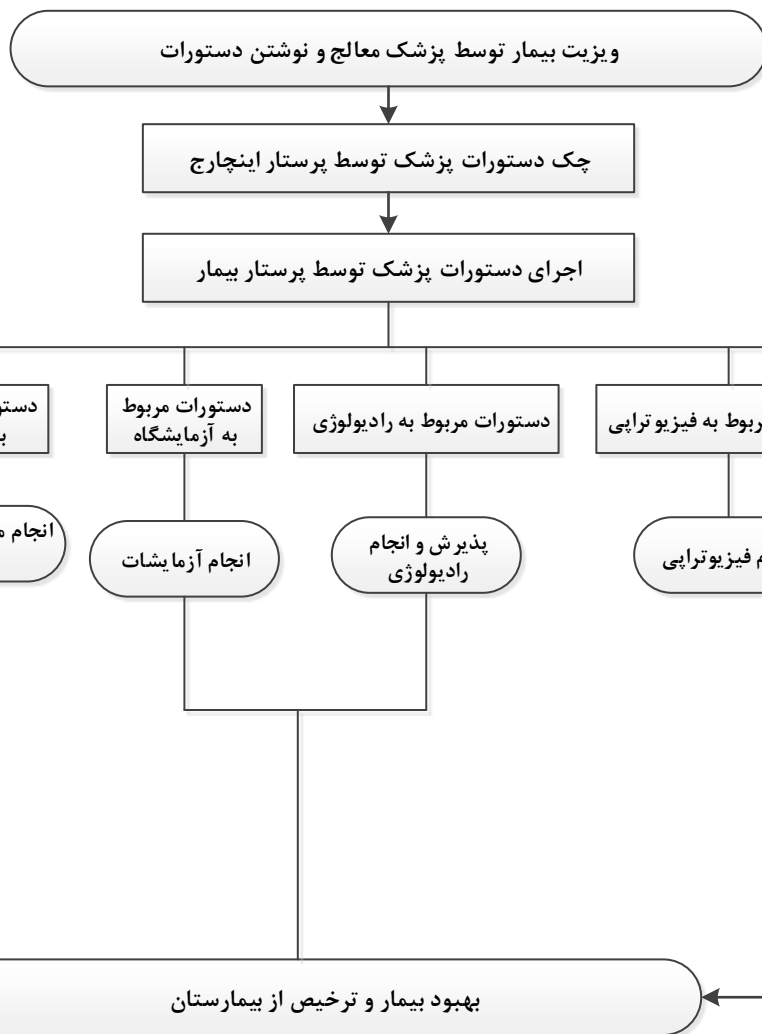 ویزیت بیمار توسط پزشک معالج و نوشتن دستورات
چک دستورات پزشک توسط پرستار اینچارج
اجرای دستورات پزشک توسط پرستار بیمار
مربوط به فیزیوتراپی
دستورات مربوط به رادیولوژی
دستورات مربوط
به آزمایشگاه
فیزیوتراپی
پذیرش و انجام
رادیولوژی
انجام آزمایشات
انجام
بهبود بیمار و ترخیص از بیمارستان